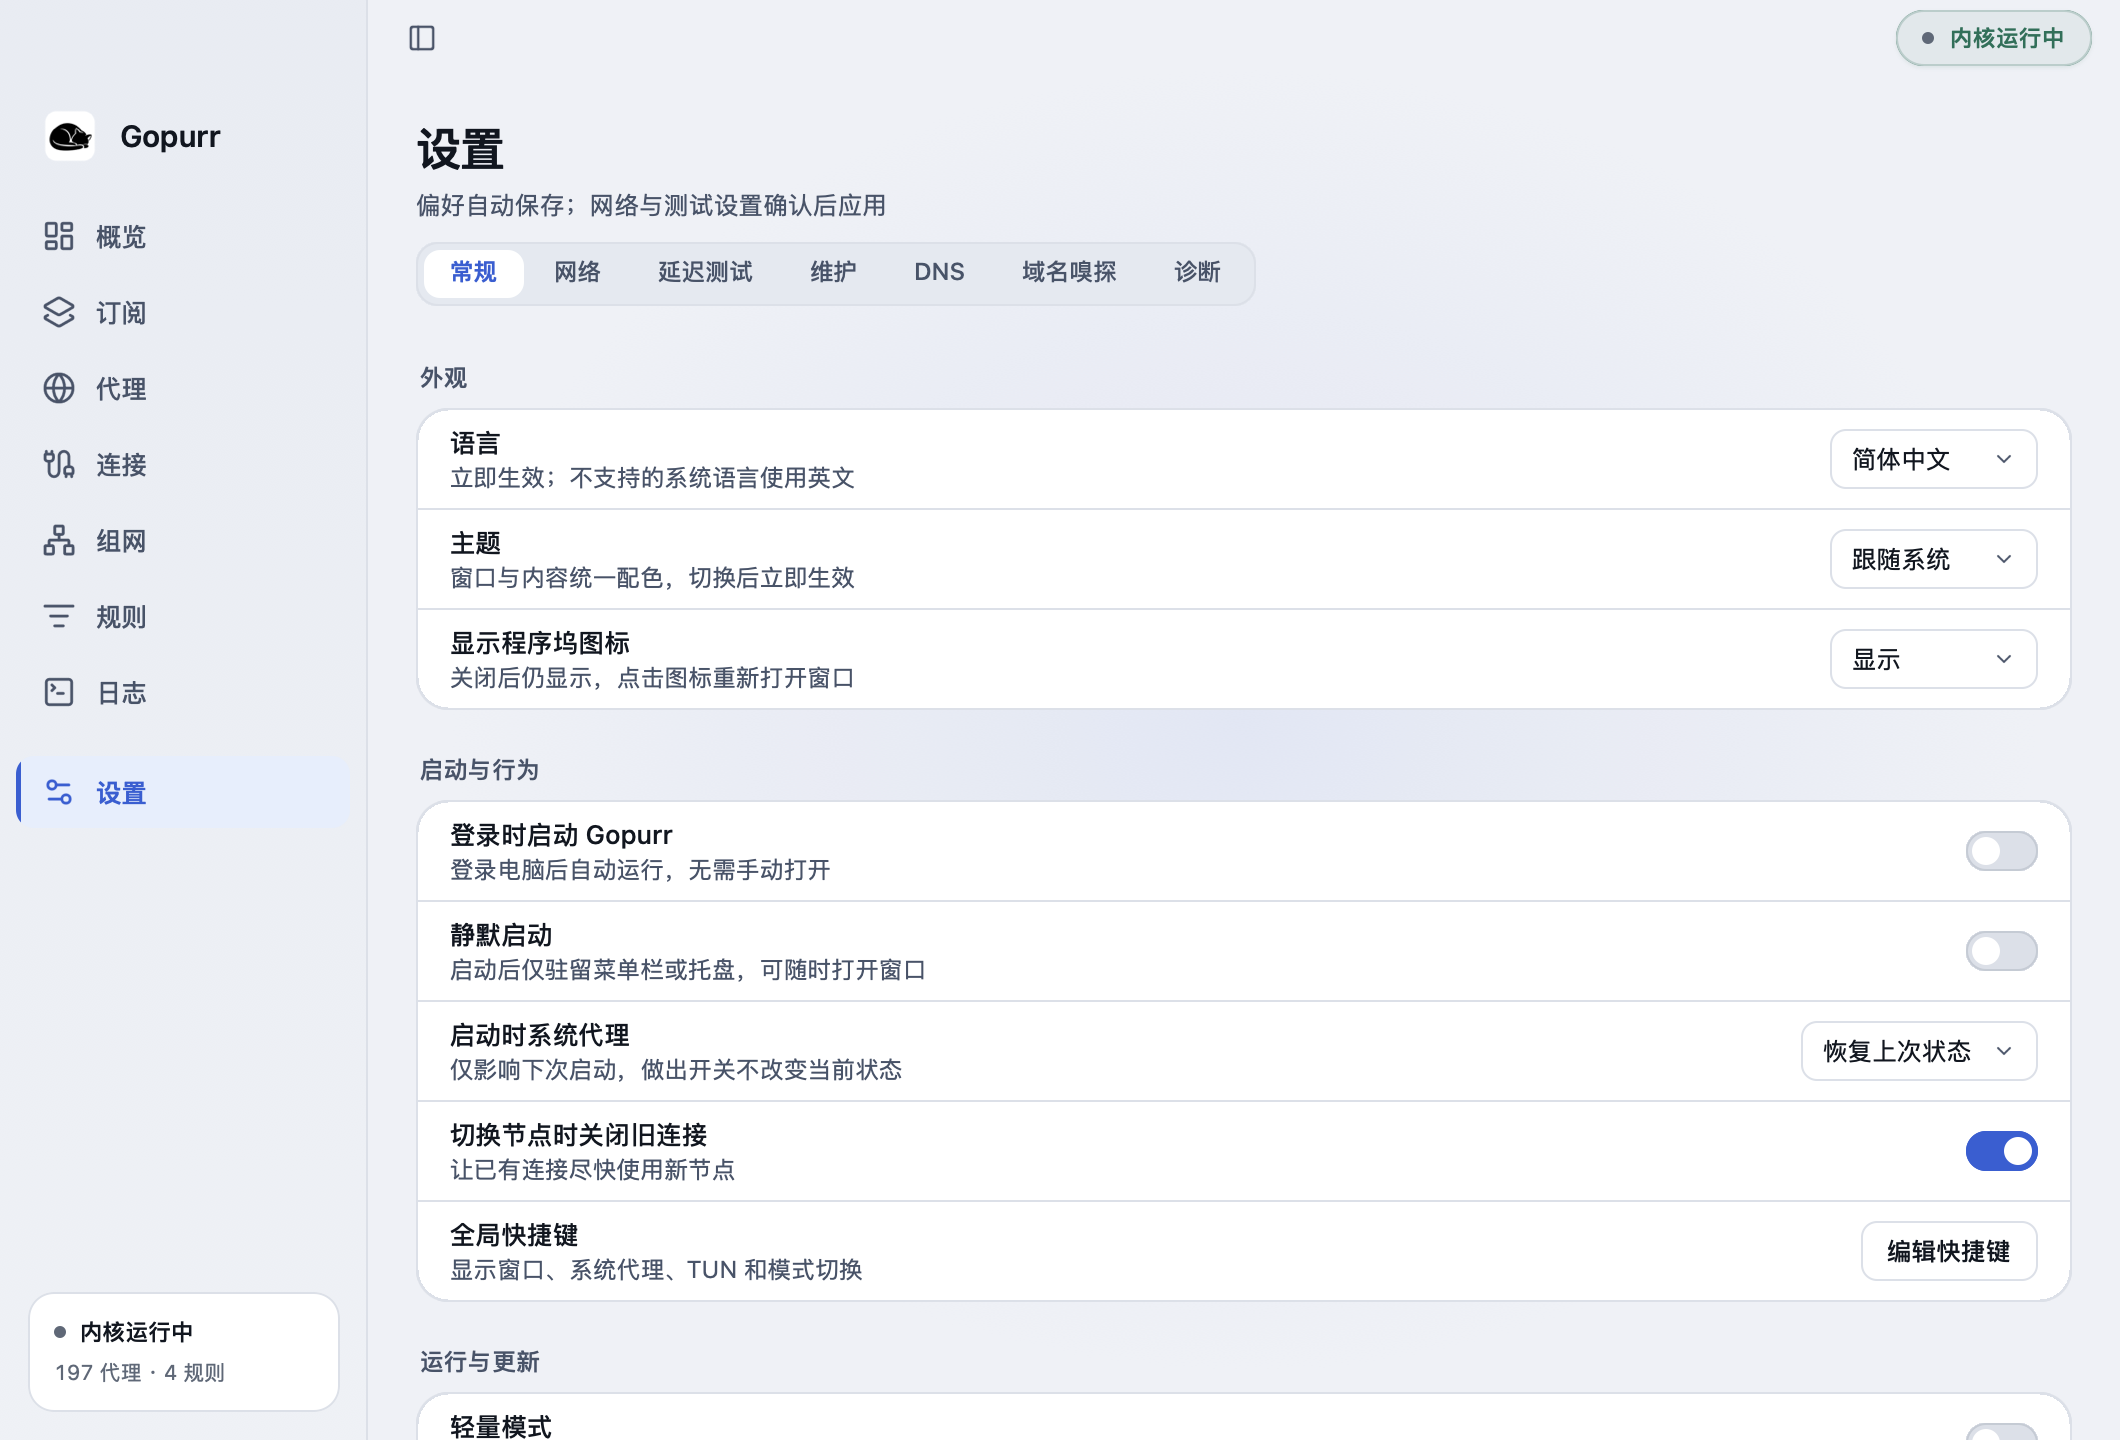 Gopurr
概览
订阅
代理
连接
组网
规则
日志
设置
内核运行中
197 代理 · 4 规则
内核运行中
设置
偏好自动保存；网络与测试设置确认后应用
常规 网络 延迟测试 维护 DNS 域名嗅探 诊断
外观
语言
立即生效；不支持的系统语言使用英文
简体中文
主题
窗口与内容统一配色，切换后立即生效
跟随系统
显示程序坞图标
关闭后仍显示，点击图标重新打开窗口
显示
启动与行为
登录时启动 Gopurr
登录电脑后自动运行，无需手动打开
静默启动
启动后仅驻留菜单栏或托盘，可随时打开窗口
启动时系统代理
仅影响下次启动，做出开关不改变当前状态
恢复上次状态
切换节点时关闭旧连接
让已有连接尽快使用新节点
全局快捷键
显示窗口、系统代理、TUN 和模式切换
编辑快捷键
运行与更新
轻量模式